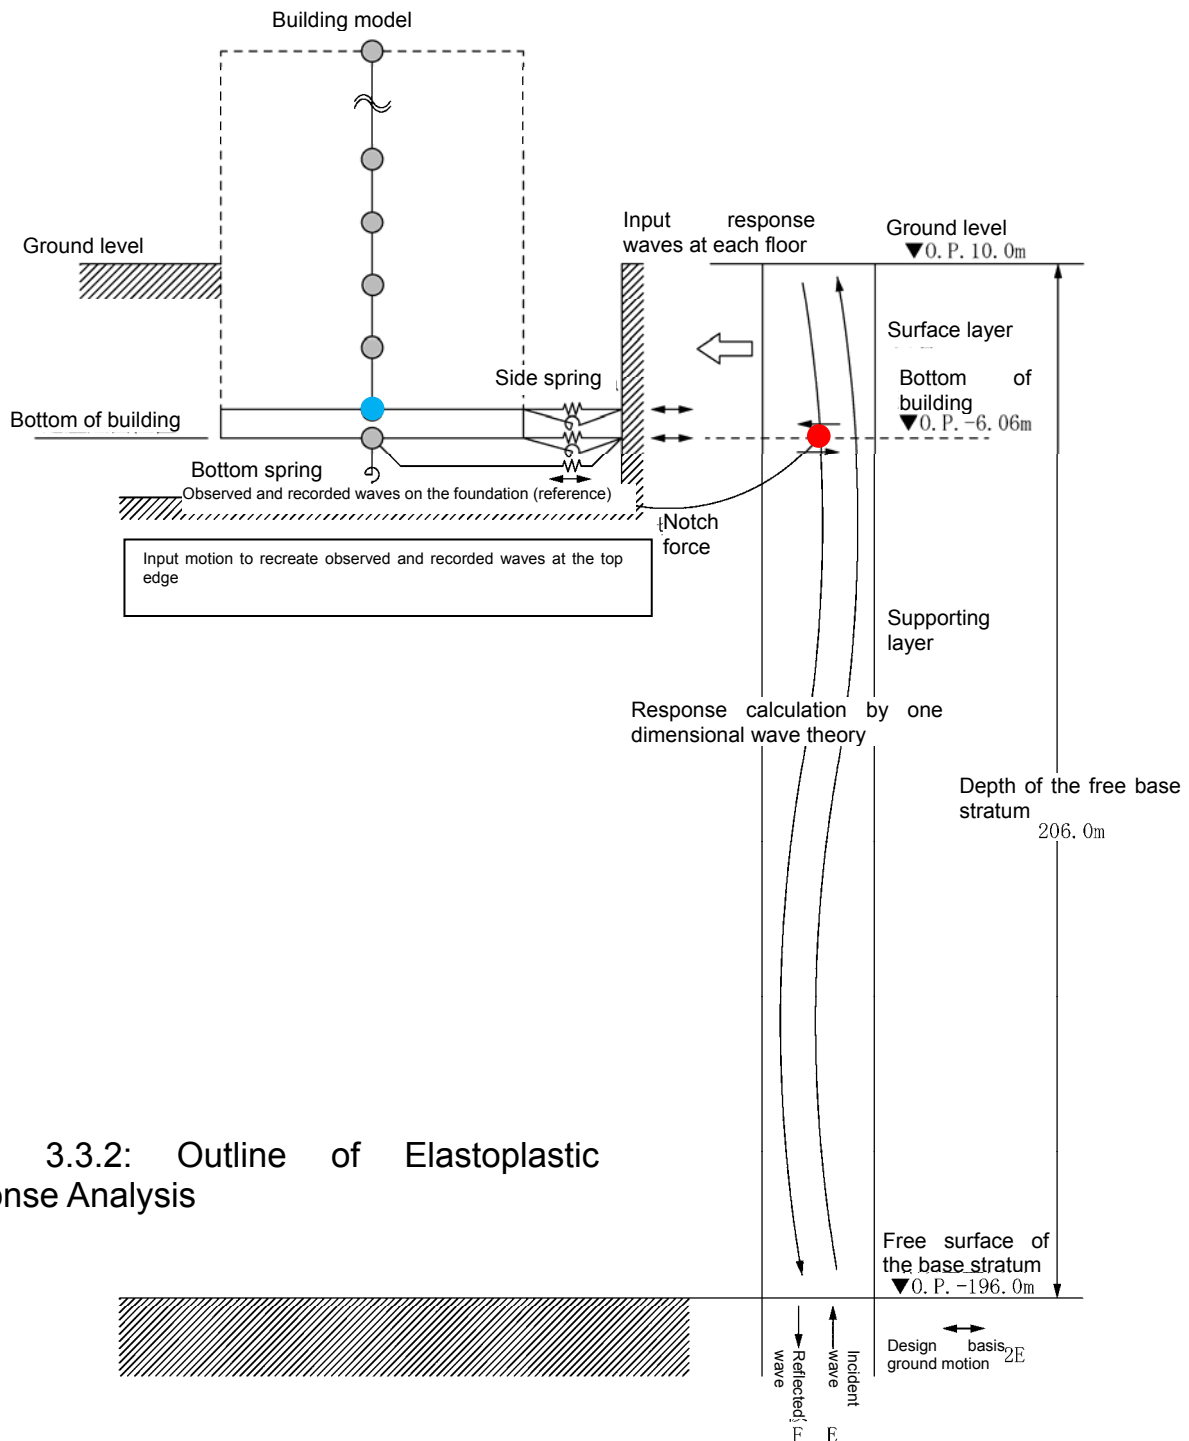 Building model
Input response
waves at each floor
Ground level
▼O.P. 10.0m
Ground level
Surface layer
Side spring
Bottom of
building
▼O.P.-6.06m
Bottom of building
Bottom spring
Observed and recorded waves on the foundation (reference)
Notch
force
Input motion to recreate observed and recorded waves at the top
edge
Supporting
layer
Response calculation by one
dimensional wave theory
Depth of the free base
stratum
206.0m
3.3.2: Outline of Elastoplastic
onse Analysis
Free surface of
the base stratum
▼O.P.-196.0m
Design basis
ground motion 2E
Reflected
wave
Incident
wave
F E